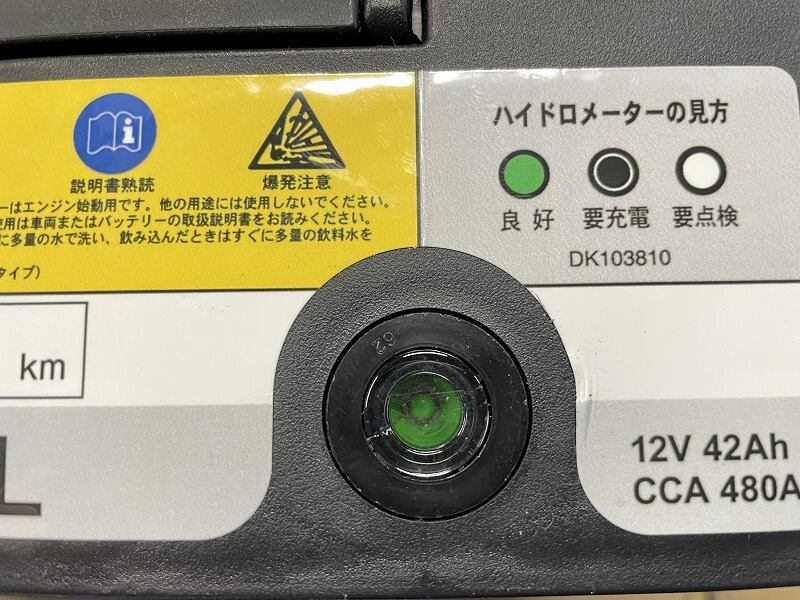 説明書熟読
爆発注意
ーはエンジン始動用です。他の用途には使用しないでください。
使用は車両またはバッテリーの取扱説明書をお読みください。
に多量の水で洗い、飲み込んだときはすぐに多量の飲料水を
タイプ）
ハイドロメーターの見方
良 好 要充電 要点検
DK103810
km
62
L
12V 42Ah
CCA 480A